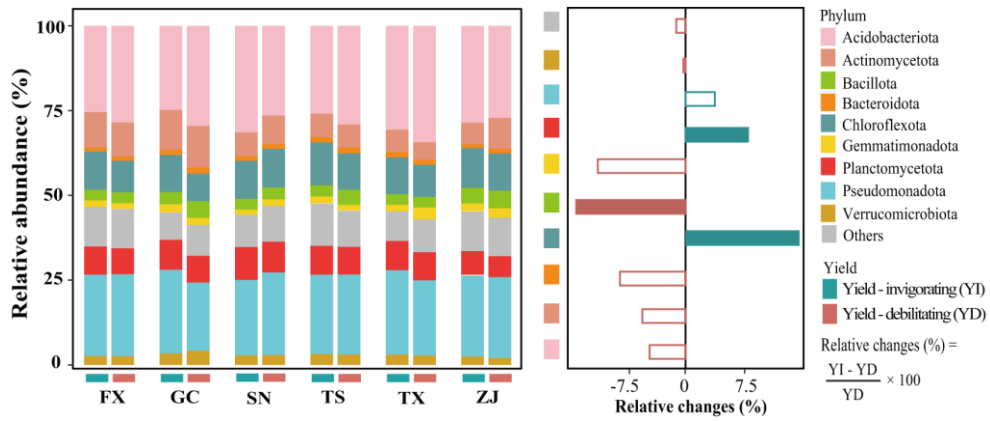 Relative abundance (%)
100
75
50
25
0
FX GC SN TS TX ZJ
-7.5 0 7.5
Relative changes (%)
Phylum
Acidobacteriota
Actinomycetota
Bacillota
Bacteroidota
Chloroflexota
Gemmatimonadota
Planctomycetota
Pseudomonadota
Verrucomicrobiota
Others
Yield
Yield - invigorating (YI)
Yield - debilitating (YD)
Relative changes (%) =
YI - YD
YD
× 100